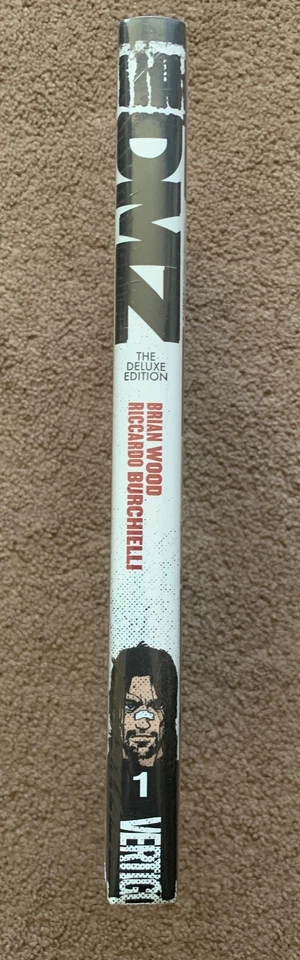 DMZ
THE
DELUXE
EDITION
BRIAN WOOD
RICCARDO BURCHIELLI
1
VERTIGO